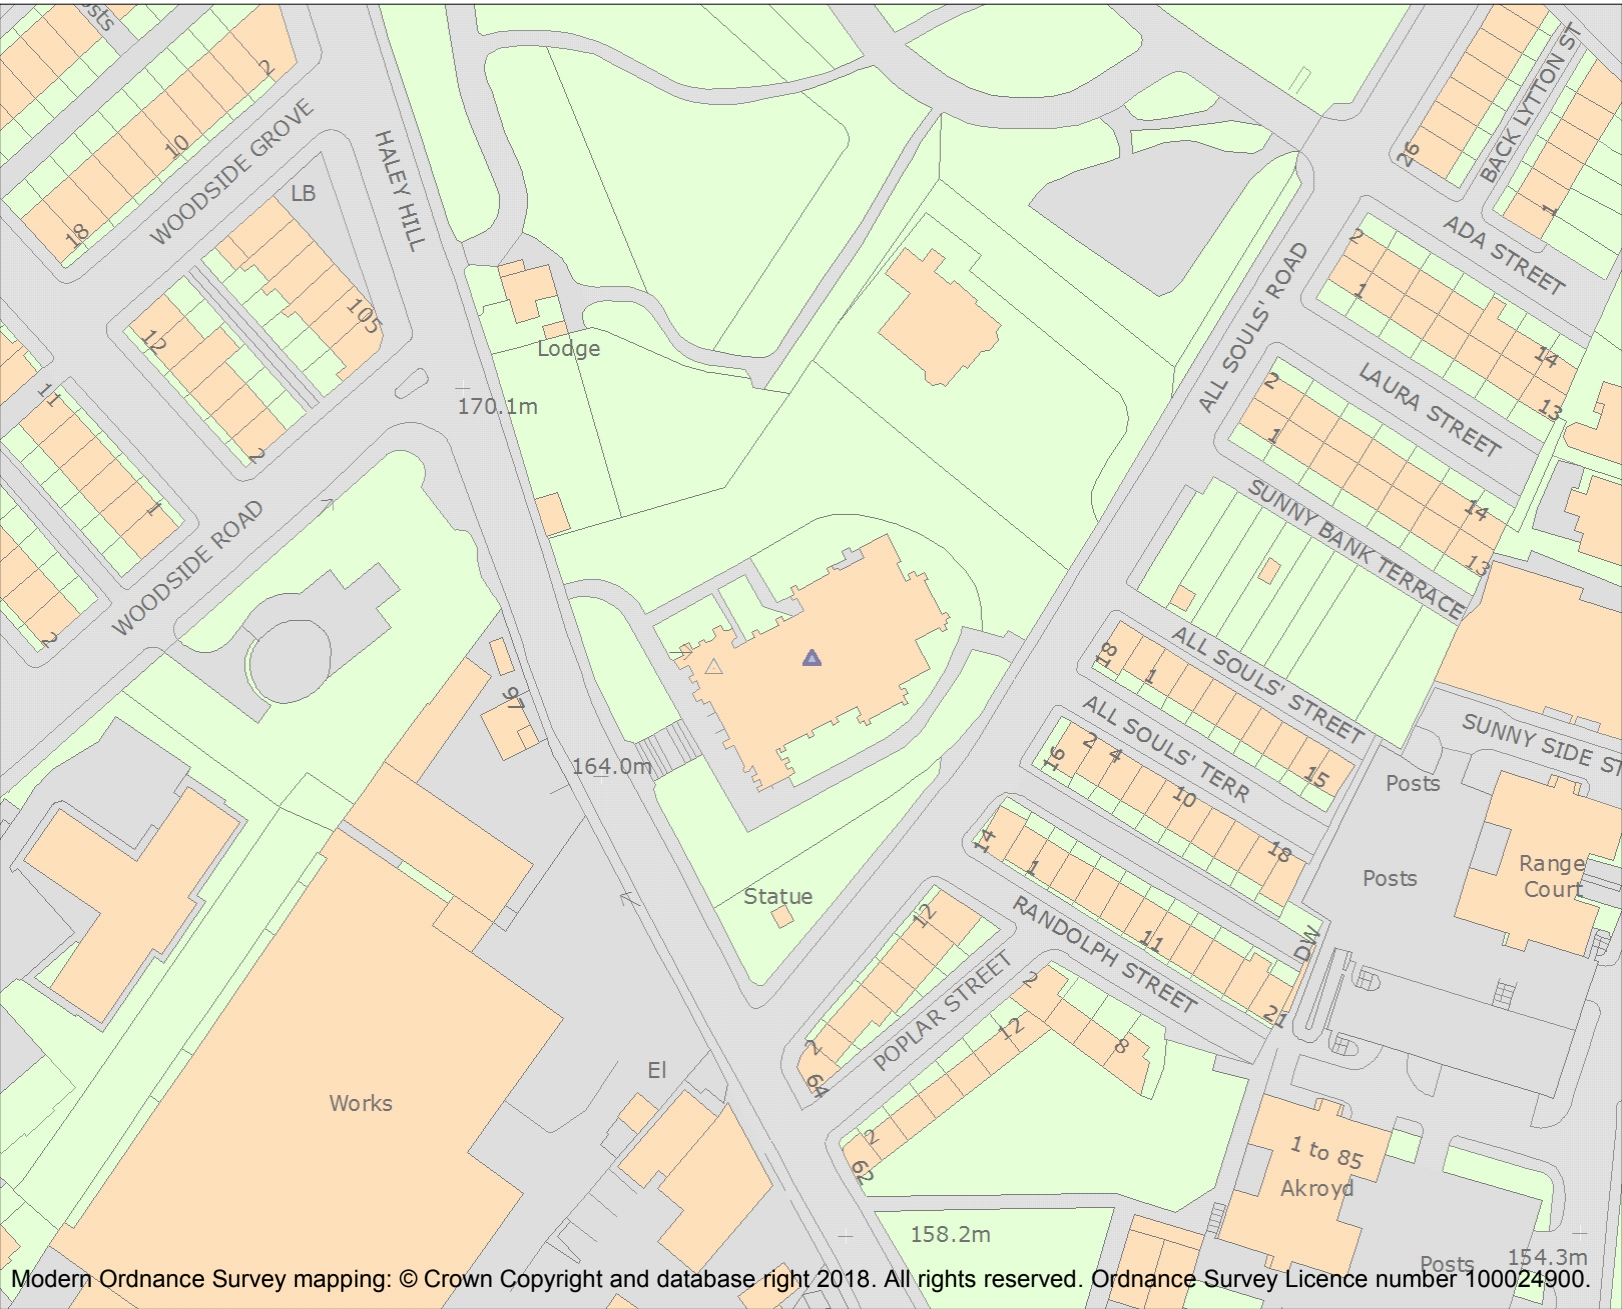 osts
2
10
18
WOODSIDE GROVE
HALEY HILL
LB
105
12
2
11
1
2
WOODSIDE ROAD
Lodge
170.1m
97
164.0m
Statue
Works
El
26
BACK LYTTON ST
1
ADA STREET
2
1
14
13
ALL SOULS' ROAD
LAURA STREET
2
1
14
13
SUNNY BANK TERRACE
ALL SOULS' STREET
18
1
15
ALL SOULS' TERR
16
2
4
10
18
SUNNY SIDE ST
Posts
Posts
Range
Court
14
1
11
21
RANDOLPH STREET
DW
12
2
64
POPLAR STREET
2
12
8
2
62
1 to 85
Akroyd
158.2m
Posts
154.3m
Modern Ordnance Survey mapping: © Crown Copyright and database right 2018. All rights reserved. Ordnance Survey Licence number 100024900.